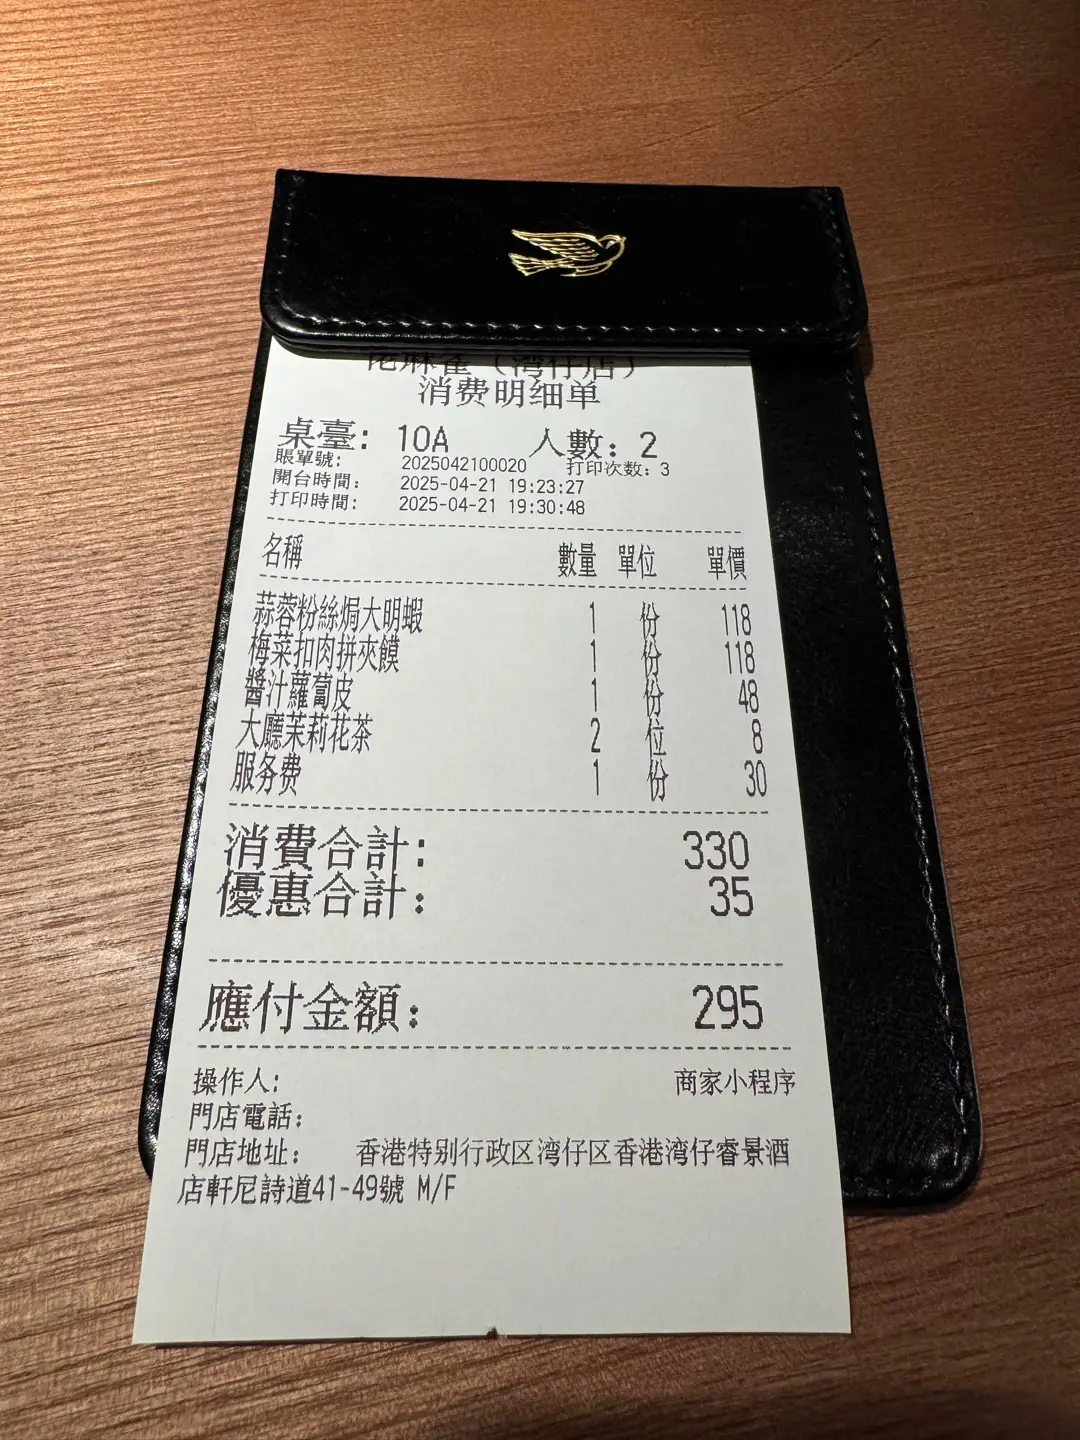 麻雀（湾仔店）
消费明细单
桌臺: 10A 人數: 2
賬單號: 2025042100020 打印次数: 3
開台時間: 2025-04-21 19:23:27
打印時間: 2025-04-21 19:30:48
名稱 數量 單位 單價
蒜蓉粉絲焗大明蝦 1 份 118
梅菜扣肉拼夾饃 1 份 118
醬汁蘿蔔皮 1 份 48
大廳茉莉花茶 2 位 8
服务费 1 份 30
消費合計: 330
優惠合計: 35
應付金額: 295
操作人: 商家小程序
門店電話:
門店地址: 香港特别行政区湾仔区香港湾仔睿景酒
店軒尼詩道41-49號 M/F